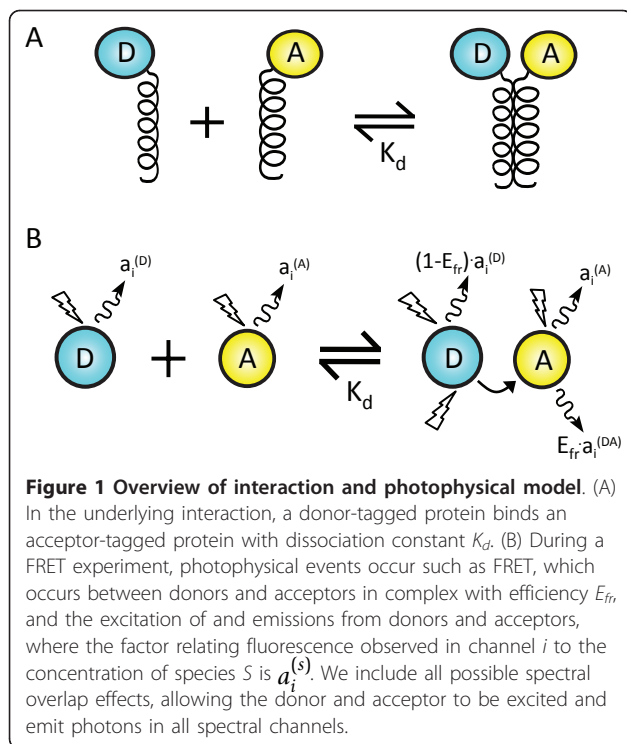 A
D
A
D
A
+
K_d
B
a_i^(D)
a_i^(A)
(1-E_fr)·a_i^(D)
a_i^(A)
D
+
A
D
A
K_d
E_fr·a_i^(DA)
Figure 1 Overview of interaction and photophysical model. (A)
In the underlying interaction, a donor-tagged protein binds an
acceptor-tagged protein with dissociation constant K_d. (B) During a
FRET experiment, photophysical events occur such as FRET, which
occurs between donors and acceptors in complex with efficiency E_fr,
and the excitation of and emissions from donors and acceptors,
where the factor relating fluorescence observed in channel i to the
concentration of species S is a_i^(s). We include all possible spectral
overlap effects, allowing the donor and acceptor to be excited and
emit photons in all spectral channels.